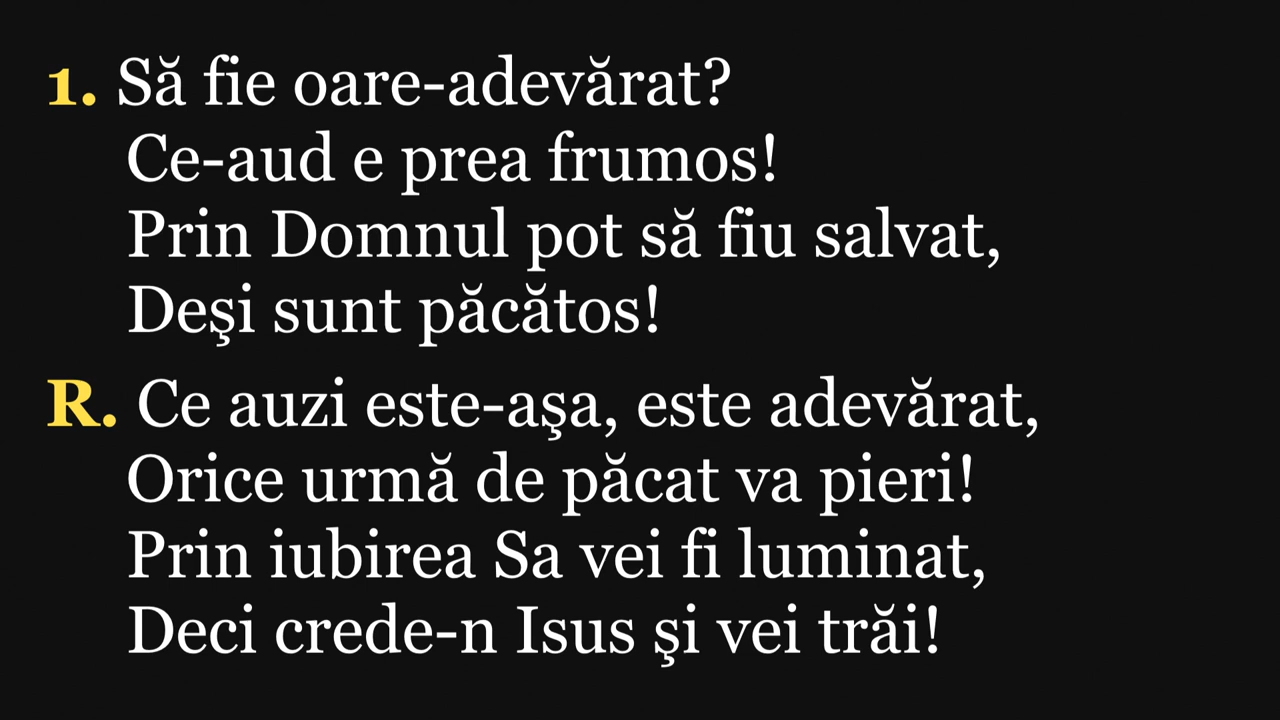 1. Să fie oare-adevărat?
Ce-aud e prea frumos!
Prin Domnul pot să fiu salvat,
Deşi sunt păcătos!
R. Ce auzi este-aşa, este adevărat,
Orice urmă de păcat va pieri!
Prin iubirea Sa vei fi luminat,
Deci crede-n Isus şi vei trăi!